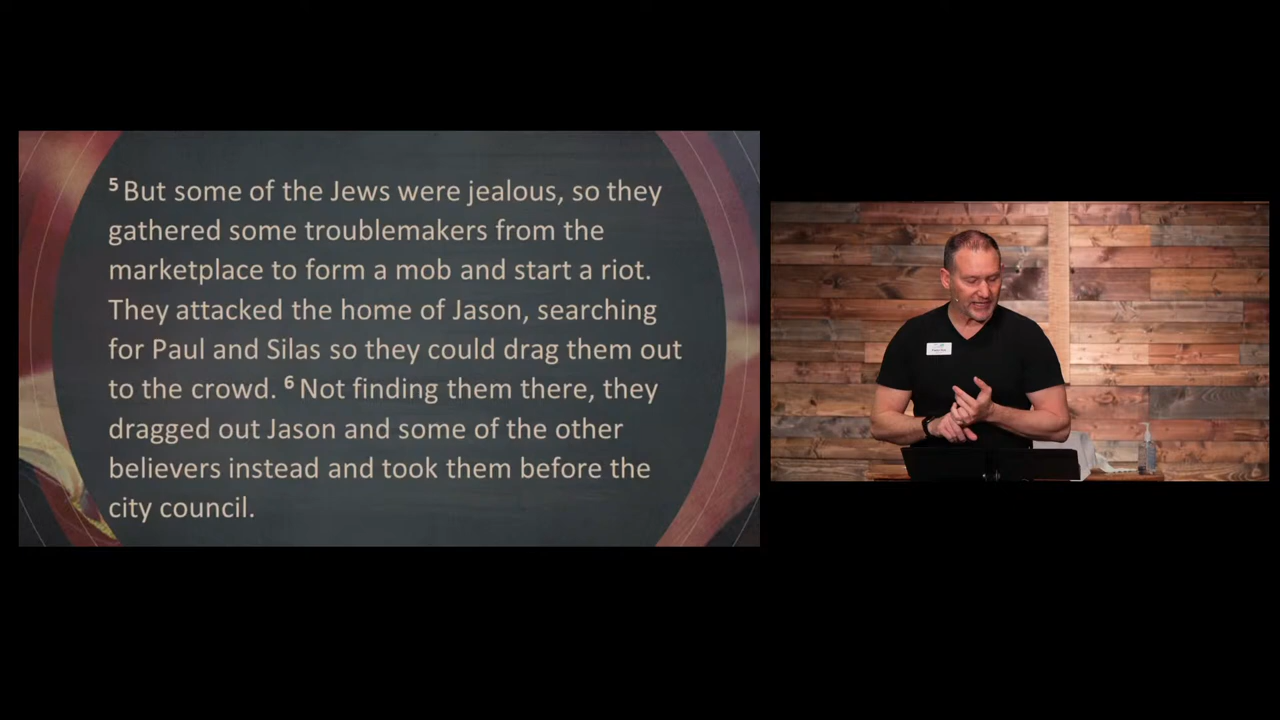 5 But some of the Jews were jealous, so they
gathered some troublemakers from the
marketplace to form a mob and start a riot.
They attacked the home of Jason, searching
for Paul and Silas so they could drag them out
to the crowd. 6 Not finding them there, they
dragged out Jason and some of the other
believers instead and took them before the
city council.